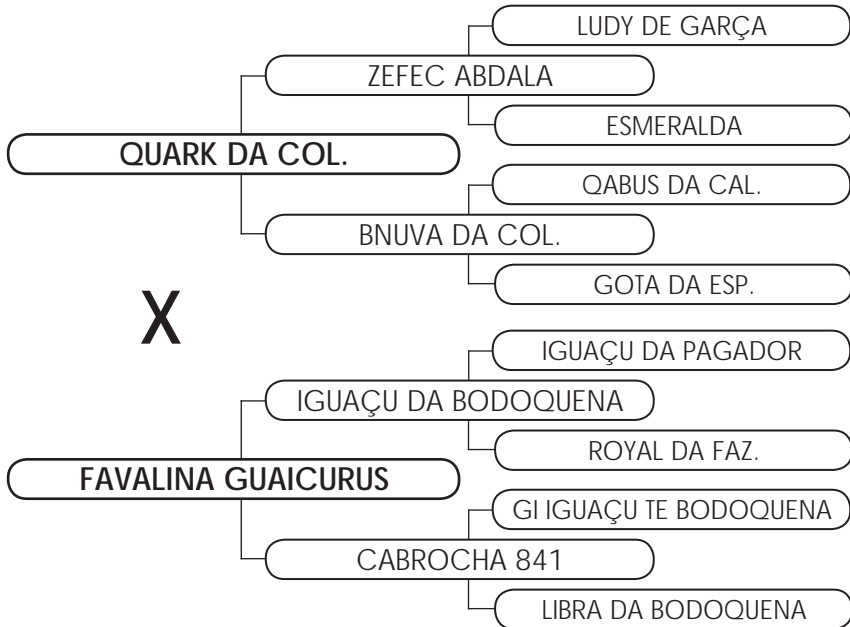 LUDY DE GARÇA
ZEFEC ABDALA
ESMERALDA
QUARK DA COL.
QABUS DA CAL.
BNUVA DA COL.
GOTA DA ESP.
X
IGUAÇU DA PAGADOR
IGUAÇU DA BODOQUENA
ROYAL DA FAZ.
FAVALINA GUAICURUS
GI IGUAÇU TE BODOQUENA
CABROCHA 841
LIBRA DA BODOQUENA